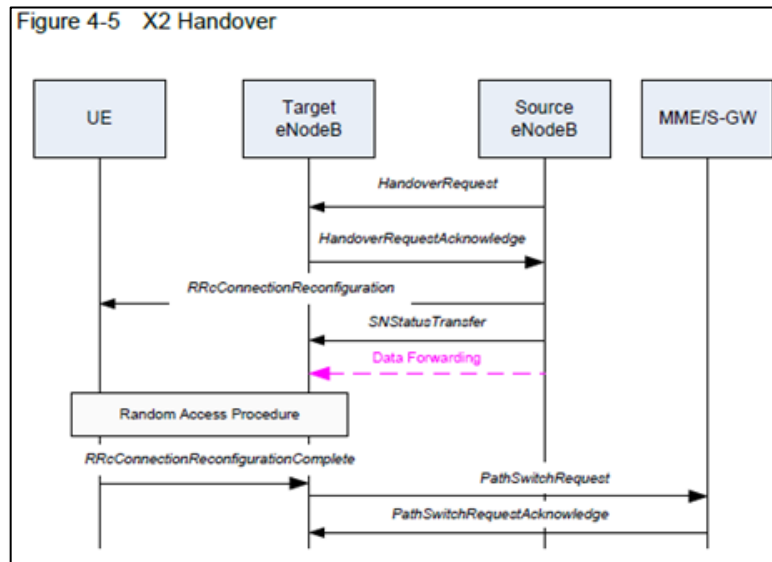 Figure 4-5 X2 Handover
UE
Target
eNodeB
Source
eNodeB
MME/S-GW
HandoverRequest
HandoverRequestAcknowledge
RRcConnectionReconfiguration
SNStatusTransfer
Data Forwarding
Random Access Procedure
RRcConnectionReconfigurationComplete
PathSwitchRequest
PathSwitchRequestAcknowledge